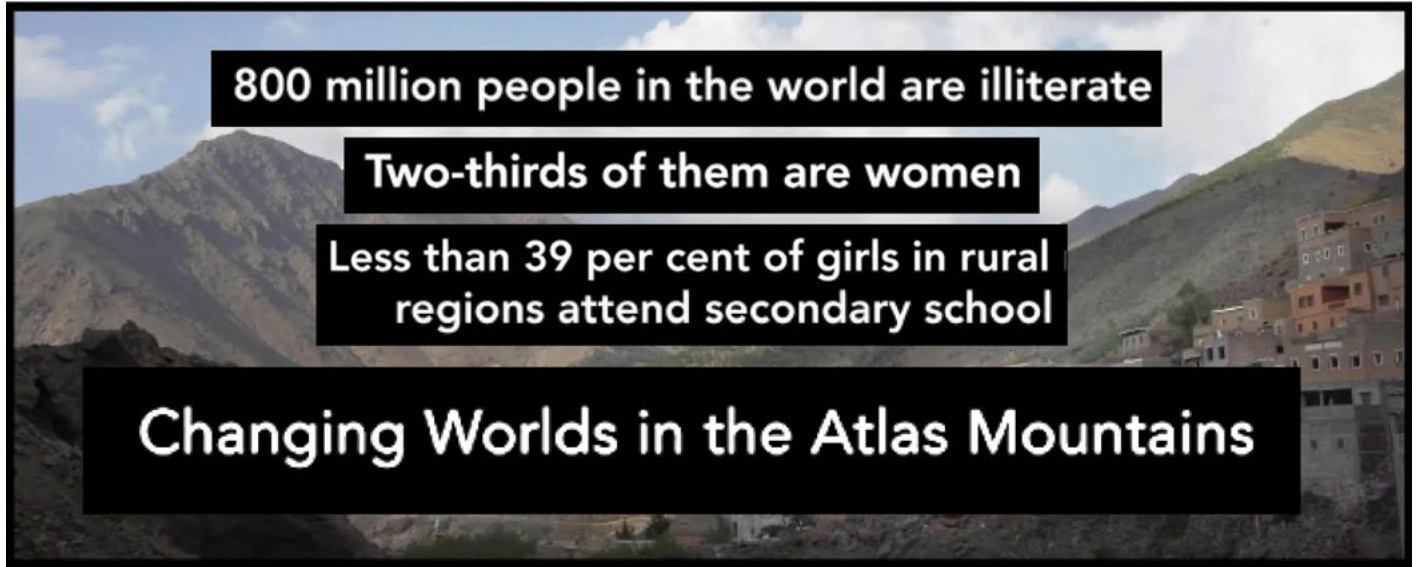 800 million people in the world are illiterate
Two-thirds of them are women
Less than 39 per cent of girls in rural
regions attend secondary school
Changing Worlds in the Atlas Mountains